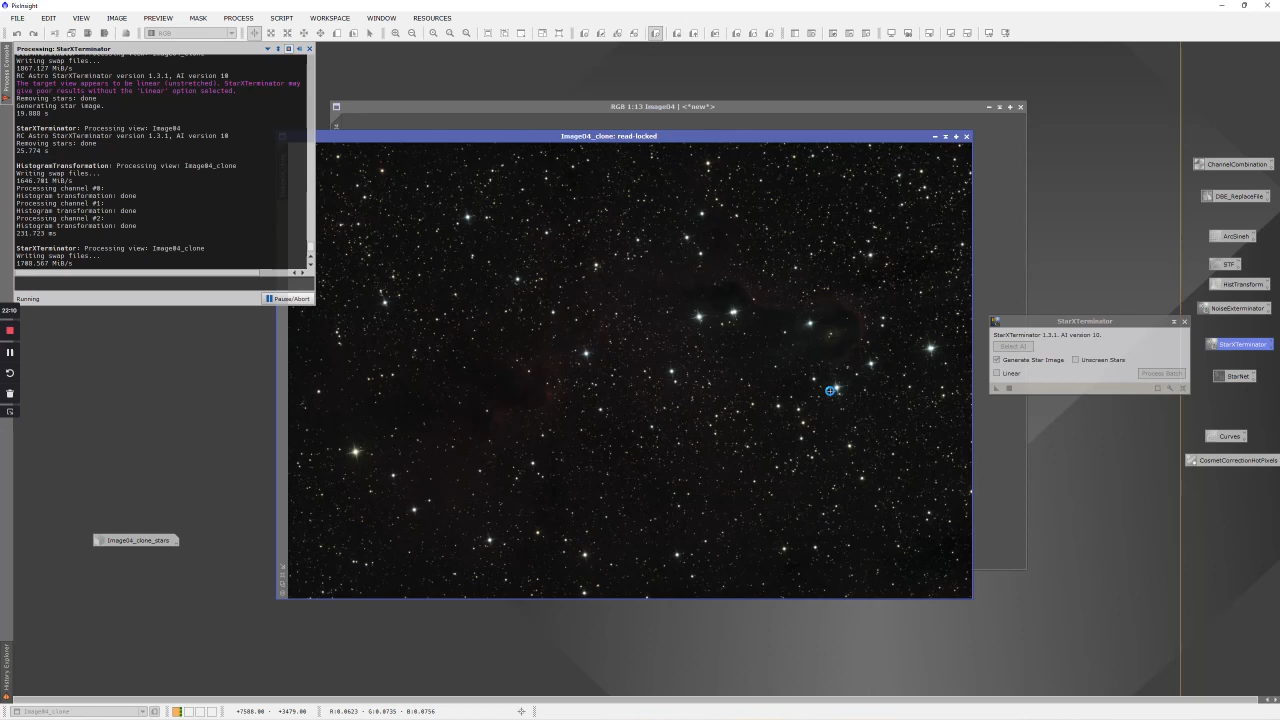 PixInsight
FILE EDIT VIEW IMAGE PREVIEW MASK PROCESS SCRIPT WORKSPACE WINDOW RESOURCES
RGB
Process Console
Processing: StarXTerminator
Writing swap files...
1867.127 MiB/s
RC Astro StarXTerminator version 1.3.1, AI version 10
The target view appears to be linear (unstretched). StarXTerminator may
give poor results without the 'Linear' option selected.
Removing stars: done
Generating star image.
19.888 s
StarXTerminator: Processing view: Image04
RC Astro StarXTerminator version 1.3.1, AI version 10
Removing stars: done
25.774 s
HistogramTransformation: Processing view: Image04_clone
Writing swap files...
1646.701 MiB/s
Processing channel #0:
Histogram transformation: done
Processing channel #1:
Histogram transformation: done
Processing channel #2:
Histogram transformation: done
231.723 ms
StarXTerminator: Processing view: Image04_clone
Writing swap files...
1708.567 MiB/s
Running
Pause/Abort
22:10
RGB 1:13 Image04 | <*new*>
Image04_clone: read-locked
ChannelCombination
DBE_ReplaceFile
ArcSineh
STF
HistTransform
NoiseExterminator
StarXTerminator
StarNet
Curves
CosmetCorrectionHotPixels
StarXTerminator
StarXTerminator 1.3.1. AI version 10.
Select AI
Generate Star Image
Unscreen Stars
Linear
Process Batch
Image04_clone_stars
History Explorer
Image04_clone
+7588.00 · +3479.00
R:0.0623 · G:0.0735 · B:0.0756